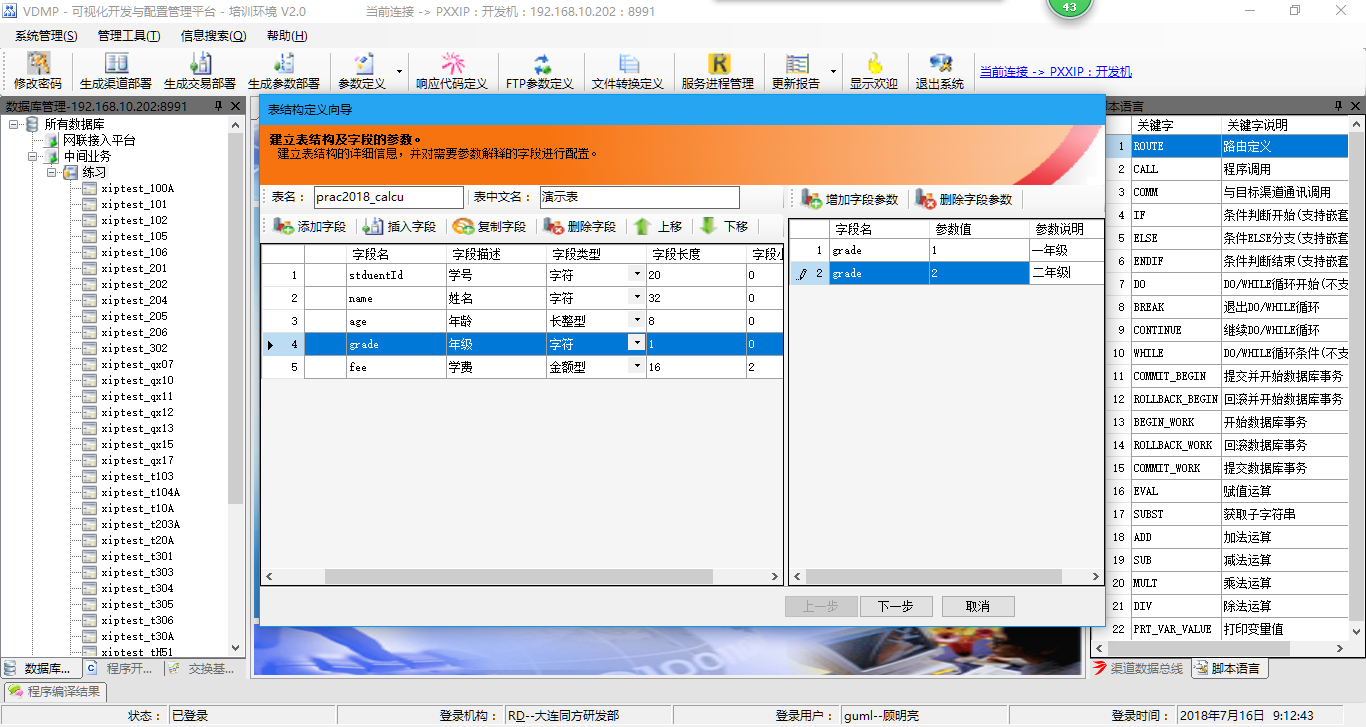 VDMP - 可视化开发与配置管理平台 - 培训环境 V2.0 当前连接 -> PXXIP：开发机：192.168.10.202：8991
43
系统管理(S) 管理工具(T) 信息搜索(Q) 帮助(H)
修改密码 生成渠道部署 生成交易部署 生成参数部署 参数定义 响应代码定义 FTP参数定义 文件转换定义 服务进程管理 更新报告 显示欢迎 退出系统 当前连接 -> PXXIP：开发机
数据库管理-192.168.10.202:8991
所有数据库
网联接入平台
中间业务
练习
xiptest_100A
xiptest_101
xiptest_102
xiptest_105
xiptest_106
xiptest_201
xiptest_202
xiptest_204
xiptest_205
xiptest_206
xiptest_302
xiptest_qx07
xiptest_qx10
xiptest_qx11
xiptest_qx12
xiptest_qx13
xiptest_qx15
xiptest_qx17
xiptest_t103
xiptest_t104A
xiptest_t10A
xiptest_t203A
xiptest_t20A
xiptest_t301
xiptest_t303
xiptest_t304
xiptest_t305
xiptest_t306
xiptest_t30A
xiptest_tH51
数据库... 程序开... 交换基...
表结构定义向导
建立表结构及字段的参数。
建立表结构的详细信息，并对需要参数解释的字段进行配置。
表名： prac2018_calcu 表中文名： 演示表
添加字段 插入字段 复制字段 删除字段 上移 下移
字段名 字段描述 字段类型 字段长度 字段小
1 stduentId 学号 字符 20 0
2 name 姓名 字符 32 0
3 age 年龄 长整型 8 0
4 grade 年级 字符 1 0
5 fee 学费 金额型 16 2
增加字段参数 删除字段参数
字段名 参数值 参数说明
1 grade 1 一年级
2 grade 2 二年级
上一步 下一步 取消
本语言
关键字 关键字说明
1 ROUTE 路由定义
2 CALL 程序调用
3 COMM 与目标渠道通讯调用
4 IF 条件判断开始(支持嵌套
5 ELSE 条件ELSE分支(支持嵌套
6 ENDIF 条件判断结束(支持嵌套
7 DO DO/WHILE循环开始(不支
8 BREAK 退出DO/WHILE循环
9 CONTINUE 继续DO/WHILE循环
10 WHILE DO/WHILE循环条件(不支
11 COMMIT_BEGIN 提交并开始数据库事务
12 ROLLBACK_BEGIN 回滚并开始数据库事务
13 BEGIN_WORK 开始数据库事务
14 ROLLBACK_WORK 回滚数据库事务
15 COMMIT_WORK 提交数据库事务
16 EVAL 赋值运算
17 SUBST 获取子字符串
18 ADD 加法运算
19 SUB 减法运算
20 MULT 乘法运算
21 DIV 除法运算
22 PRT_VAR_VALUE 打印变量值
渠道数据总线 脚本语言
程序编译结果
状态： 已登录 登录机构： RD--大连同方研发部 登录用户： guml--顾明亮 登录时间： 2018年7月16日 9:12:43